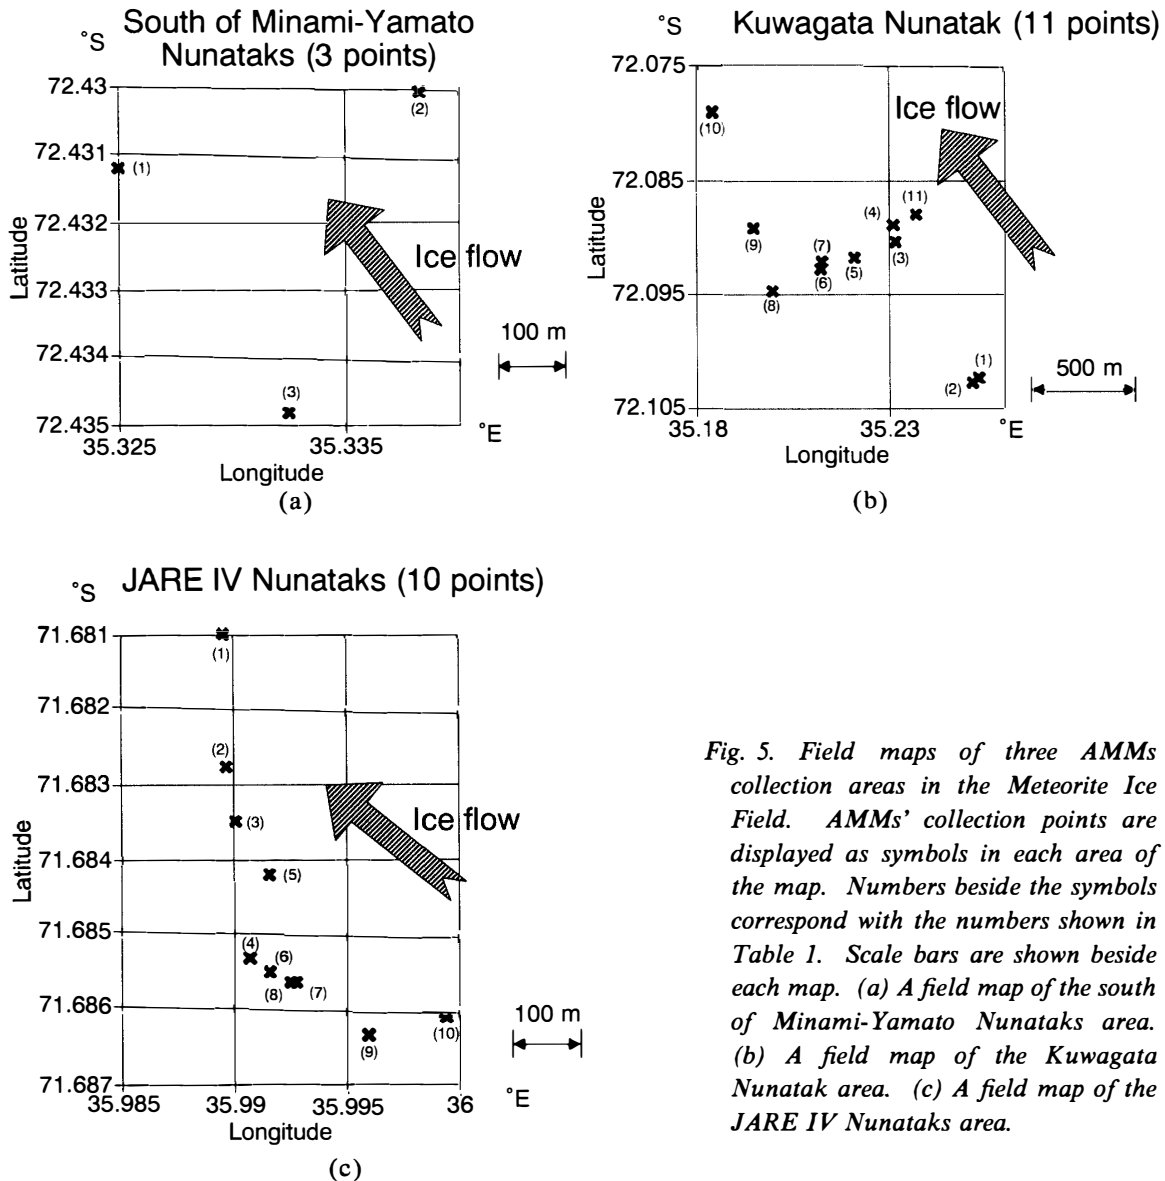 South of Minami-Yamato
Nunataks (3 points)
°S
72.43
72.431
72.432
72.433
72.434
72.435
Latitude
(1)
(2)
(3)
Ice flow
100 m
35.325
35.335
°E
Longitude
(a)
Kuwagata Nunatak (11 points)
°S
72.075
72.085
72.095
72.105
Latitude
(10)
Ice flow
(11)
(4)
(9)
(7)
(3)
(5)
(6)
(8)
(1)
(2)
500 m
35.18
35.23
°E
Longitude
(b)
JARE IV Nunataks (10 points)
°S
71.681
71.682
71.683
71.684
71.685
71.686
71.687
Latitude
(1)
(2)
(3)
Ice flow
(5)
(4)
(6)
(8)
(7)
(9)
(10)
100 m
35.985
35.99
35.995
36
°E
Longitude
(c)
Fig. 5. Field maps of three AMMs
collection areas in the Meteorite Ice
Field. AMMs' collection points are
displayed as symbols in each area of
the map. Numbers beside the symbols
correspond with the numbers shown in
Table 1. Scale bars are shown beside
each map. (a) A field map of the south
of Minami-Yamato Nunataks area.
(b) A field map of the Kuwagata
Nunatak area. (c) A field map of the
JARE IV Nunataks area.